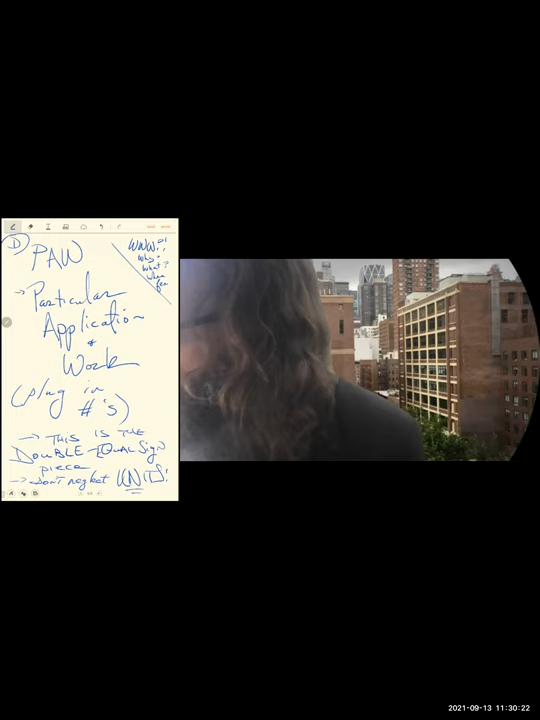 D) PAW
WWW:
Why?
What?
→ Particular
Application
+
Work
(plug in
#'s)
→ THIS IS THE
DOUBLE-EQUAL Sign
piece
→ DON'T neglect UNITS!
2021-09-13 11:30:22